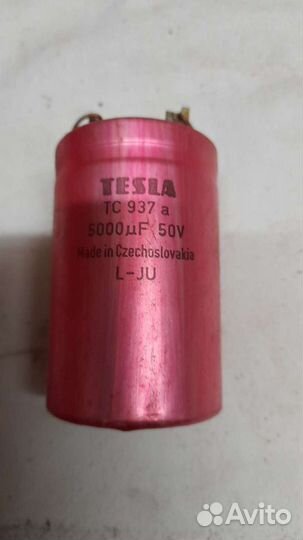 TESLA
TC 937 a
5000µF 50V
Made in Czechoslovakia
L-JU
Avito